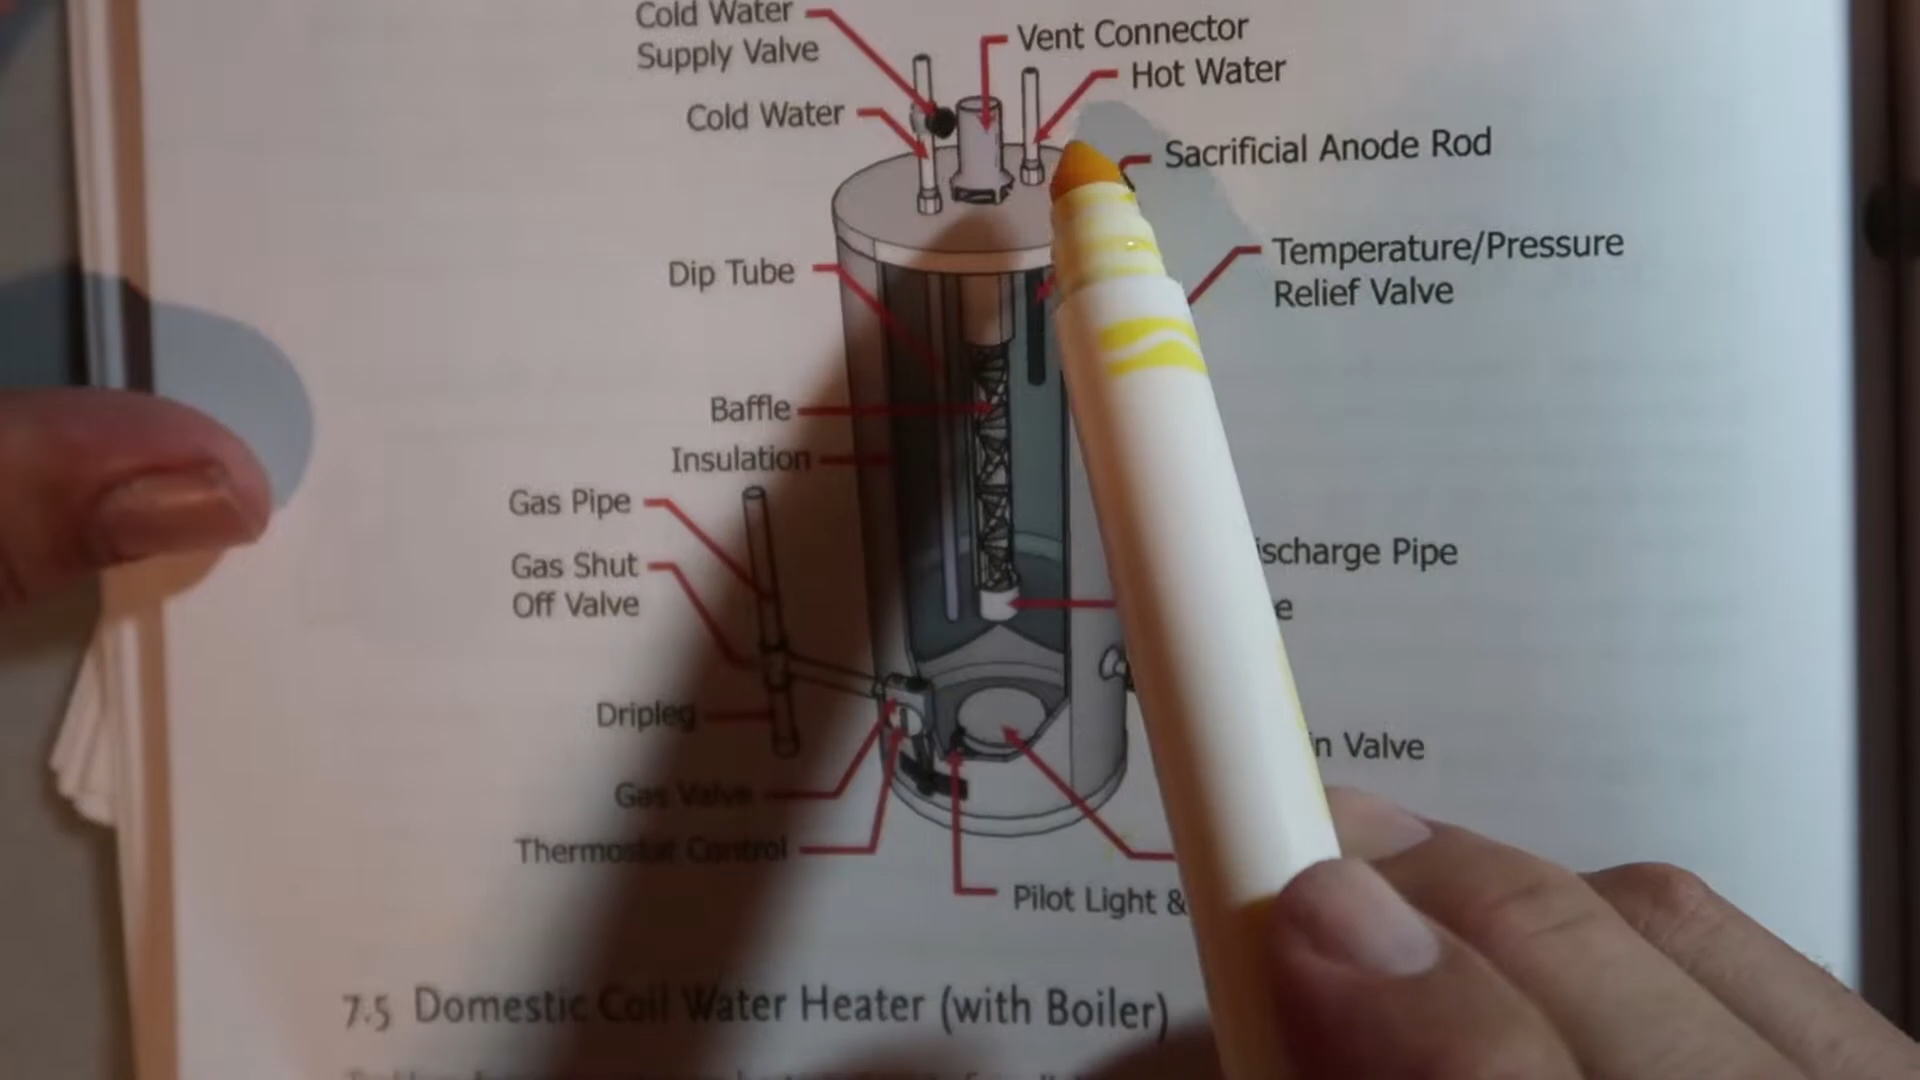 Cold Water
Supply Valve
Vent Connector
Hot Water
Cold Water
Sacrificial Anode Rod
Temperature/Pressure
Relief Valve
Dip Tube
Baffle
Insulation
Gas Pipe
Gas Shut
Off Valve
Dripleg
Gas Valve
Thermostat Control
Pilot Light &
Pipe
Valve
7.5 Domestic Coil Water Heater (with Boiler)